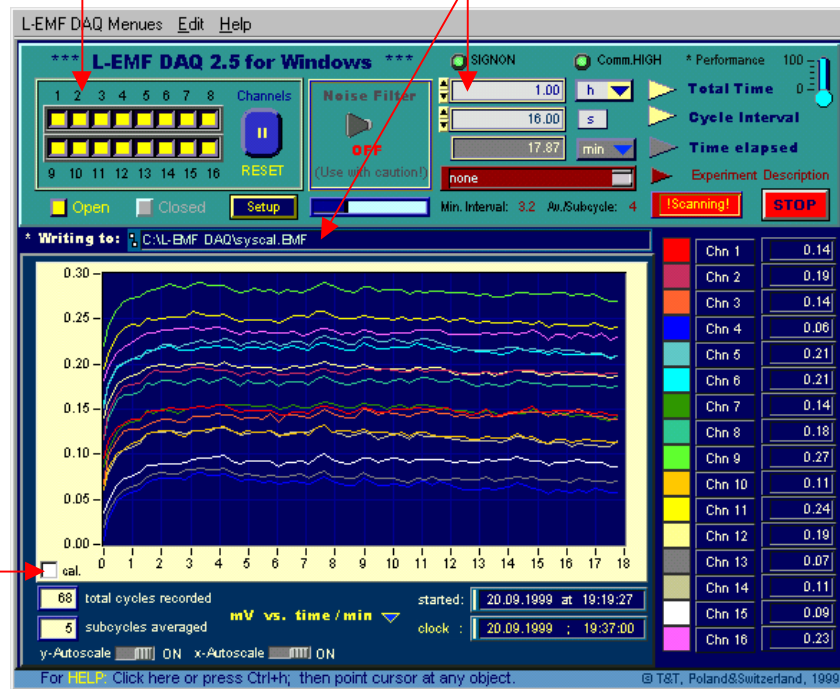 L-EMF DAQ Menues Edit Help
*** L-EMF DAQ 2.5 for Windows ***
SIGNON
Comm.HIGH
* Performance
100
0
1 2 3 4 5 6 7 8
Channels
RESET
9 10 11 12 13 14 15 16
Noise Filter
OFF
(Use with caution!)
1.00 h Total Time
16.00 s Cycle Interval
17.87 min Time elapsed
none
Experiment Description
Open Closed Setup
Min. Interval: 3.2 Av./Subcycle: 4
!Scanning!
STOP
* Writing to: C:\L-EMF DAQ\syscal.EMF
0.30
0.25
0.20
0.15
0.10
0.05
0.00
0 1 2 3 4 5 6 7 8 9 10 11 12 13 14 15 16 17 18
cal.
Chn 1 0.14
Chn 2 0.19
Chn 3 0.14
Chn 4 0.06
Chn 5 0.21
Chn 6 0.21
Chn 7 0.14
Chn 8 0.18
Chn 9 0.27
Chn 10 0.11
Chn 11 0.24
Chn 12 0.19
Chn 13 0.07
Chn 14 0.11
Chn 15 0.09
Chn 16 0.23
68 total cycles recorded
5 subcycles averaged
mV vs. time/min
started: 20.09.1999 at 19:19:27
clock : 20.09.1999 ; 19:37:00
y-Autoscale ON x-Autoscale ON
For HELP: Click here or press Ctrl+h; then point cursor at any object.
© T&T, Poland&Switzerland, 1998